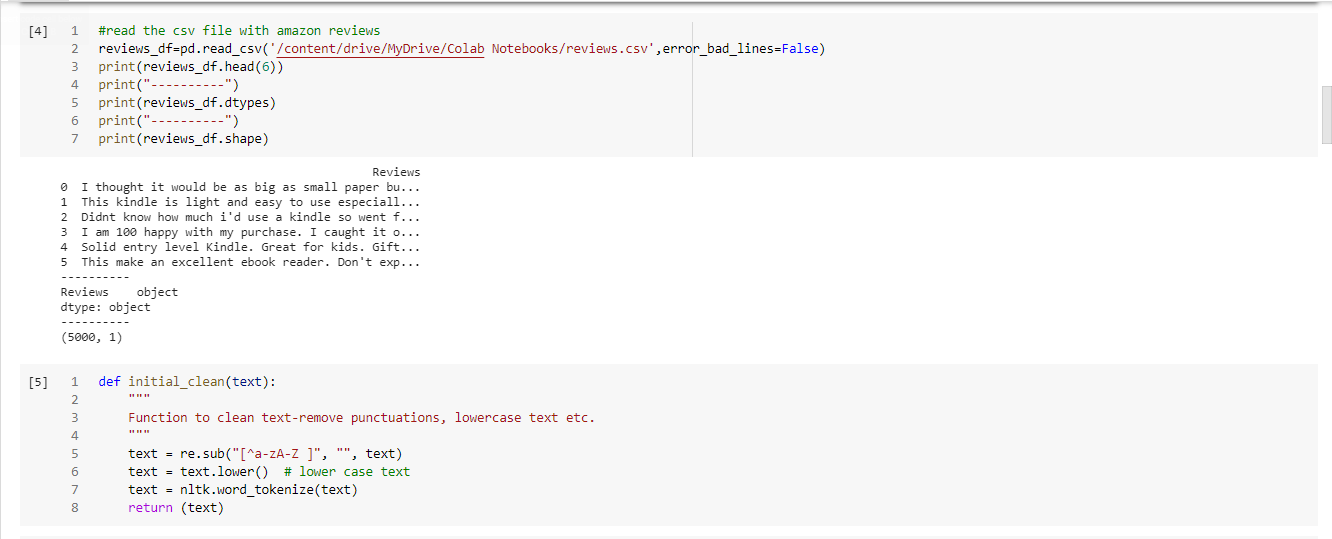 [4] 1 #read the csv file with amazon reviews
2 reviews_df=pd.read_csv('/content/drive/MyDrive/Colab Notebooks/reviews.csv',error_bad_lines=False)
3 print(reviews_df.head(6))
4 print("----------")
5 print(reviews_df.dtypes)
6 print("----------")
7 print(reviews_df.shape)
Reviews
0 I thought it would be as big as small paper bu...
1 This kindle is light and easy to use especiall...
2 Didnt know how much i'd use a kindle so went f...
3 I am 100 happy with my purchase. I caught it o...
4 Solid entry level Kindle. Great for kids. Gift...
5 This make an excellent ebook reader. Don't exp...
----------
Reviews object
dtype: object
----------
(5000, 1)
[5] 1 def initial_clean(text):
2 """
3 Function to clean text-remove punctuations, lowercase text etc.
4 """
5 text = re.sub("[^a-zA-Z ]", "", text)
6 text = text.lower() # lower case text
7 text = nltk.word_tokenize(text)
8 return (text)